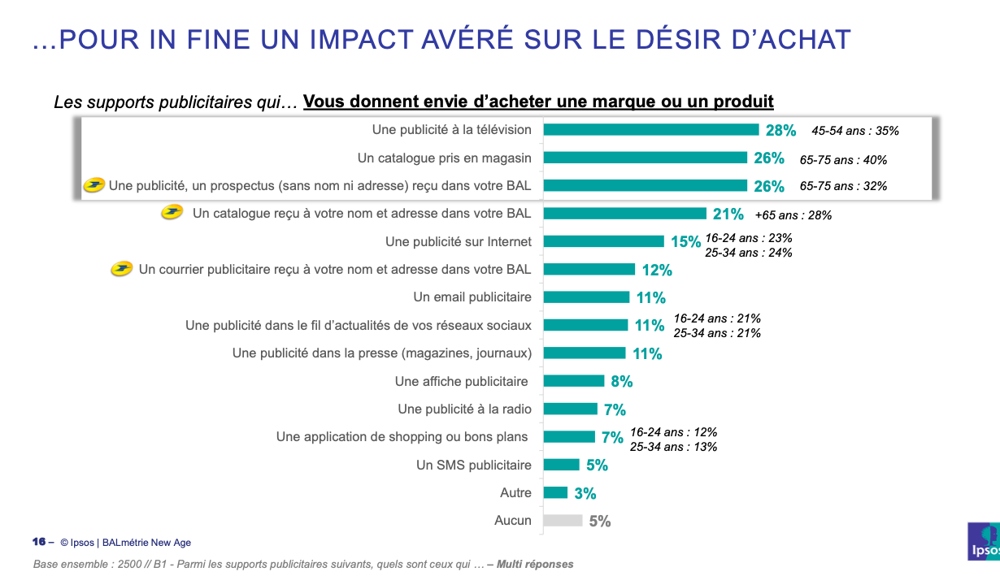 …POUR IN FINE UN IMPACT AVÉRÉ SUR LE DÉSIR D’ACHAT
Les supports publicitaires qui… Vous donnent envie d’acheter une marque ou un produit
Une publicité à la télévision 28% 45-54 ans : 35%
Un catalogue pris en magasin 26% 65-75 ans : 40%
Une publicité, un prospectus (sans nom ni adresse) reçu dans votre BAL 26% 65-75 ans : 32%
Un catalogue reçu à votre nom et adresse dans votre BAL 21% +65 ans : 28%
Une publicité sur Internet 15% 16-24 ans : 23%
25-34 ans : 24%
Un courrier publicitaire reçu à votre nom et adresse dans votre BAL 12%
Un email publicitaire 11%
Une publicité dans le fil d’actualités de vos réseaux sociaux 11% 16-24 ans : 21%
25-34 ans : 21%
Une publicité dans la presse (magazines, journaux) 11%
Une affiche publicitaire 8%
Une publicité à la radio 7%
Une application de shopping ou bons plans 7% 16-24 ans : 12%
25-34 ans : 13%
Un SMS publicitaire 5%
Autre 3%
Aucun 5%
16 – © Ipsos | BALmétrie New Age
Ipsos
Base ensemble : 2500 // B1 - Parmi les supports publicitaires suivants, quels sont ceux qui … – Multi réponses